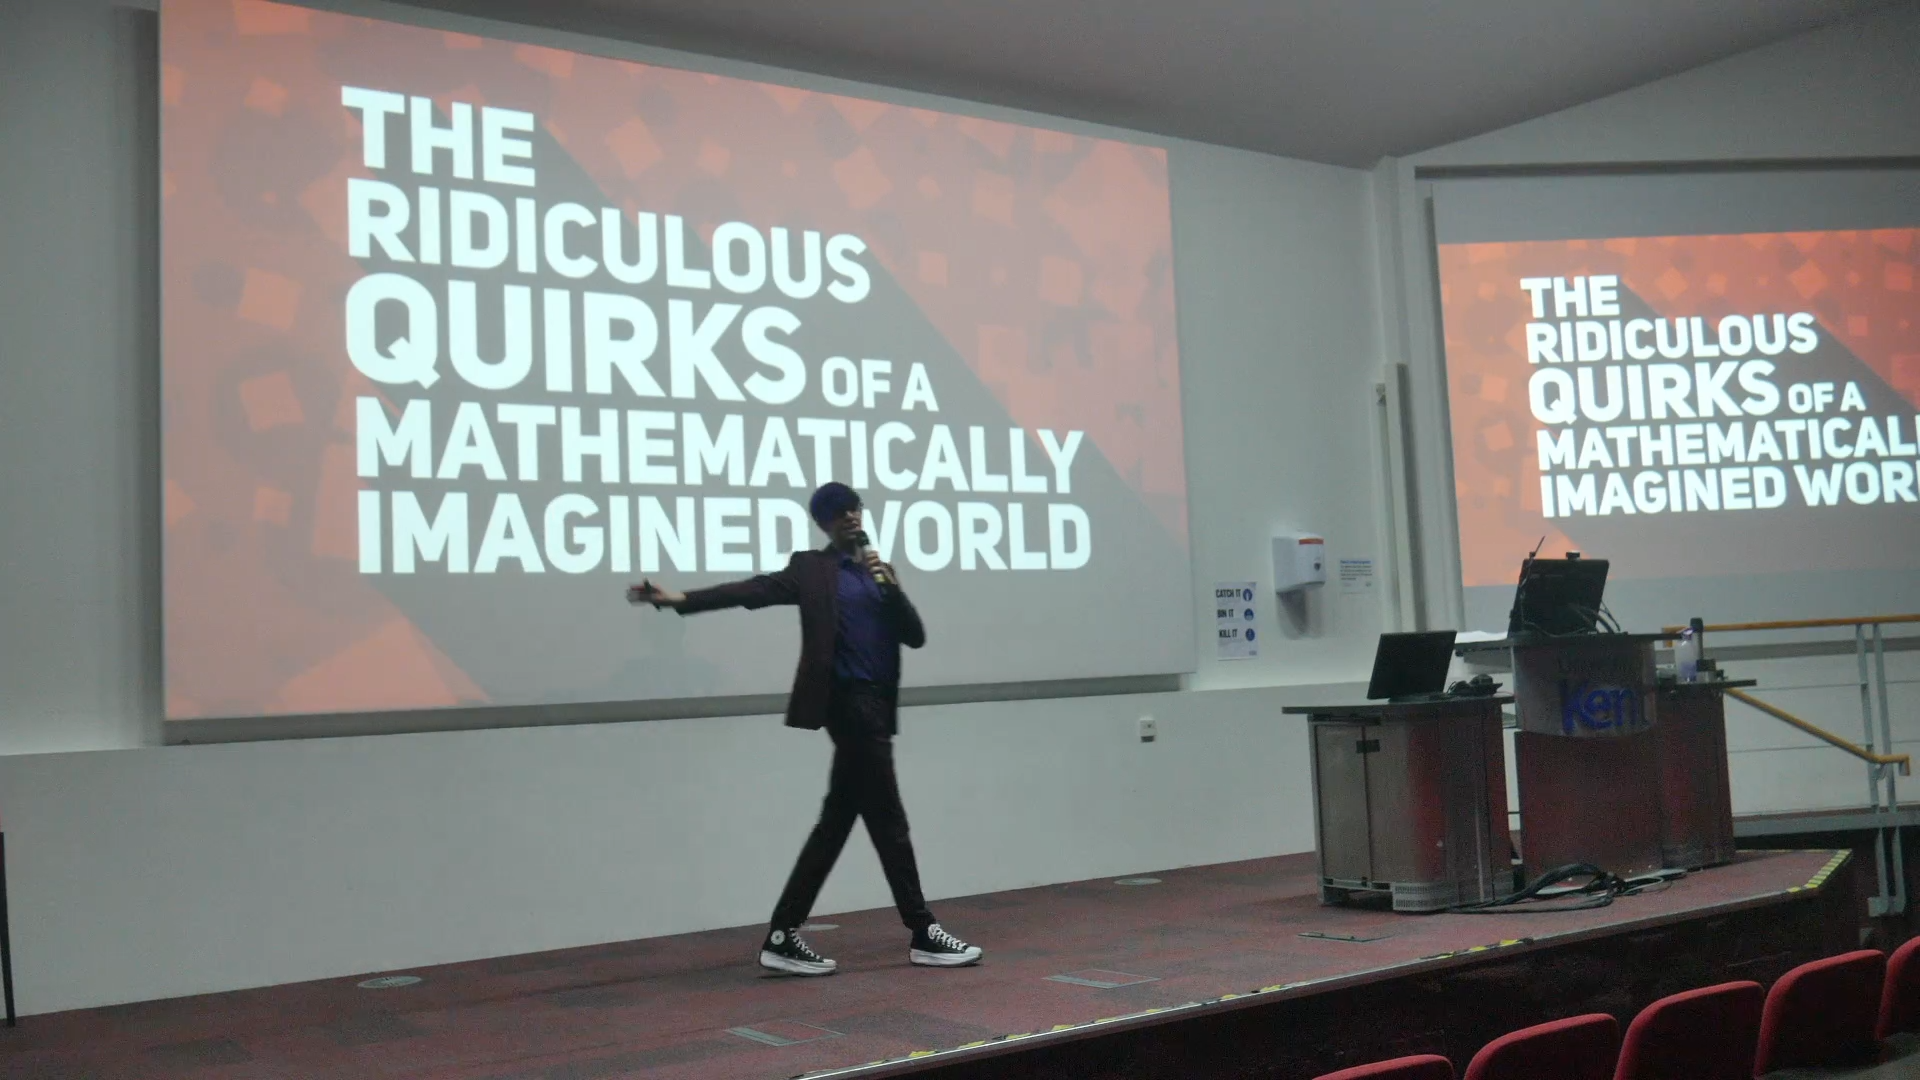 THE
RIDICULOUS
QUIRKS OF A
MATHEMATICALLY
IMAGINED WORLD
THE
RIDICULOUS
QUIRKS OF A
MATHEMATICAL
IMAGINED WOR
CATCH IT
BIN IT
KILL IT
Kent